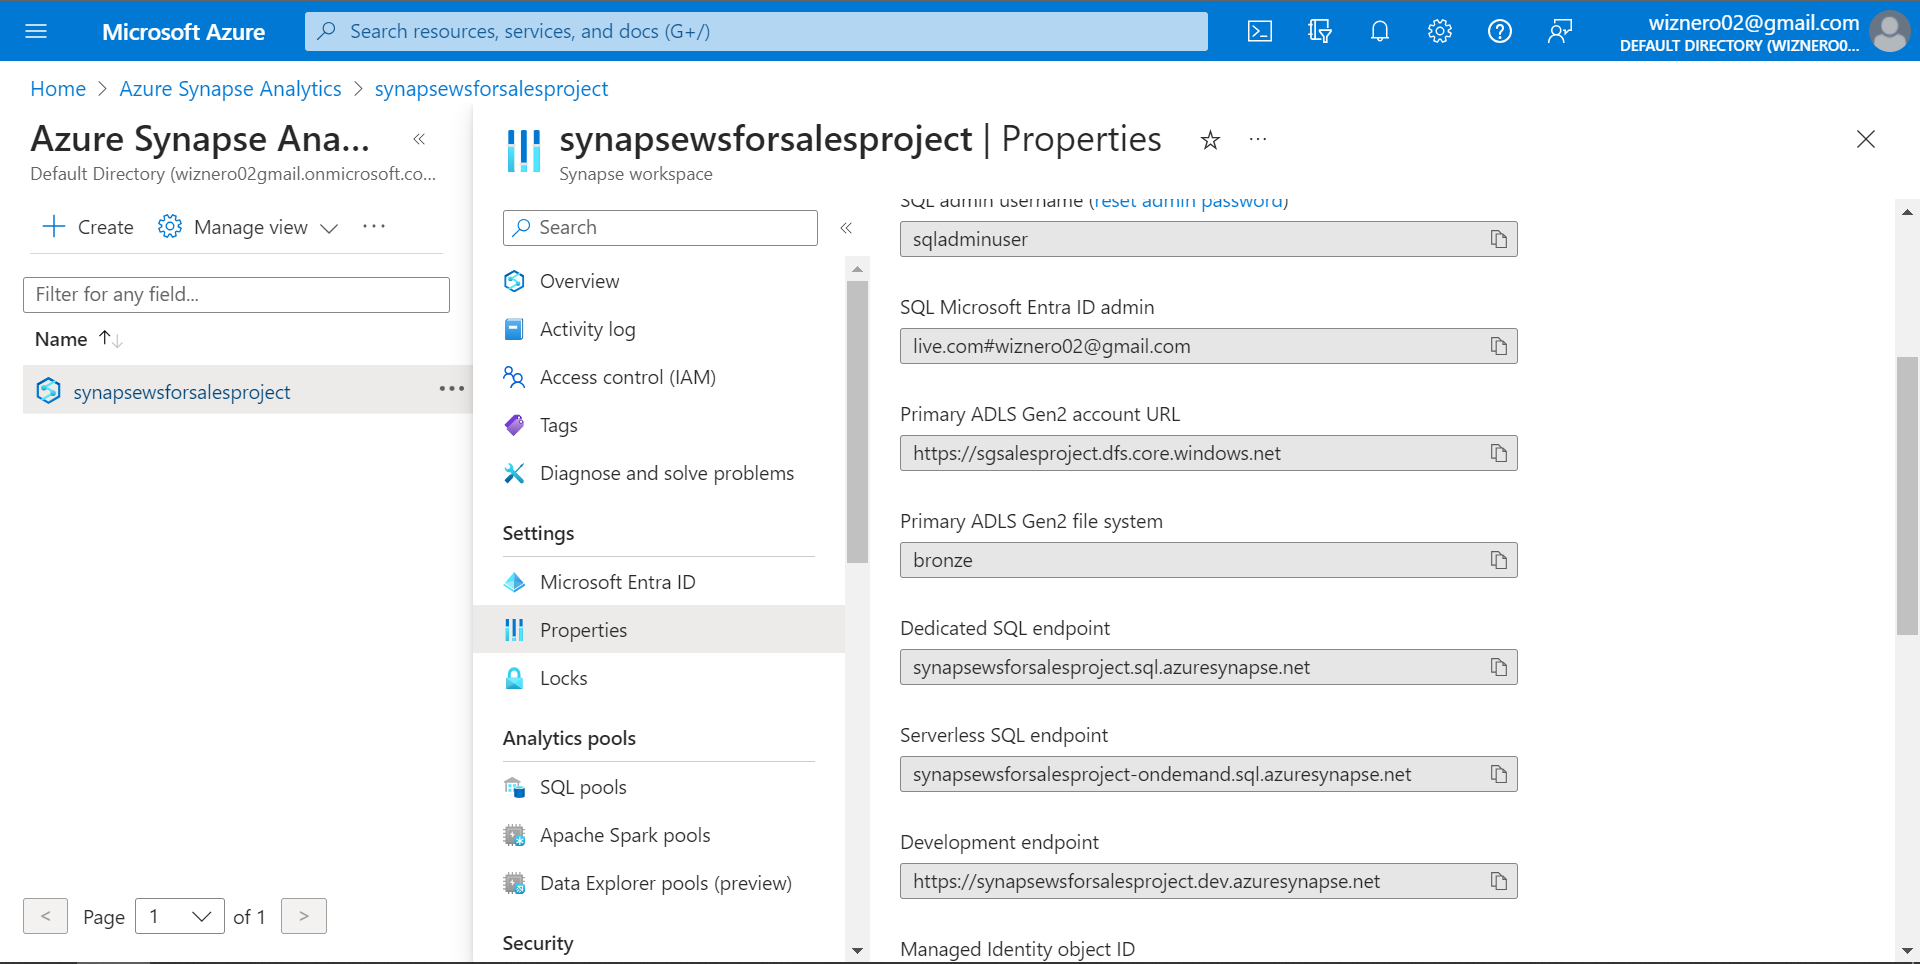 Microsoft Azure
Search resources, services, and docs (G+/)
wiznero02@gmail.com
DEFAULT DIRECTORY (WIZNERO0...
Home > Azure Synapse Analytics > synapsewsforsalesproject
Azure Synapse Ana...
Default Directory (wiznero02gmail.onmicrosoft.co...
Create
Manage view
Filter for any field...
Name
synapsewsforsalesproject
< Page 1 of 1 >
synapsewsforsalesproject | Properties
Synapse workspace
Search
Overview
Activity log
Access control (IAM)
Tags
Diagnose and solve problems
Settings
Microsoft Entra ID
Properties
Locks
Analytics pools
SQL pools
Apache Spark pools
Data Explorer pools (preview)
Security
SQL admin username (reset admin password)
sqladminuser
SQL Microsoft Entra ID admin
live.com#wiznero02@gmail.com
Primary ADLS Gen2 account URL
https://sgsalesproject.dfs.core.windows.net
Primary ADLS Gen2 file system
bronze
Dedicated SQL endpoint
synapsewsforsalesproject.sql.azuresynapse.net
Serverless SQL endpoint
synapsewsforsalesproject-ondemand.sql.azuresynapse.net
Development endpoint
https://synapsewsforsalesproject.dev.azuresynapse.net
Managed Identity object ID